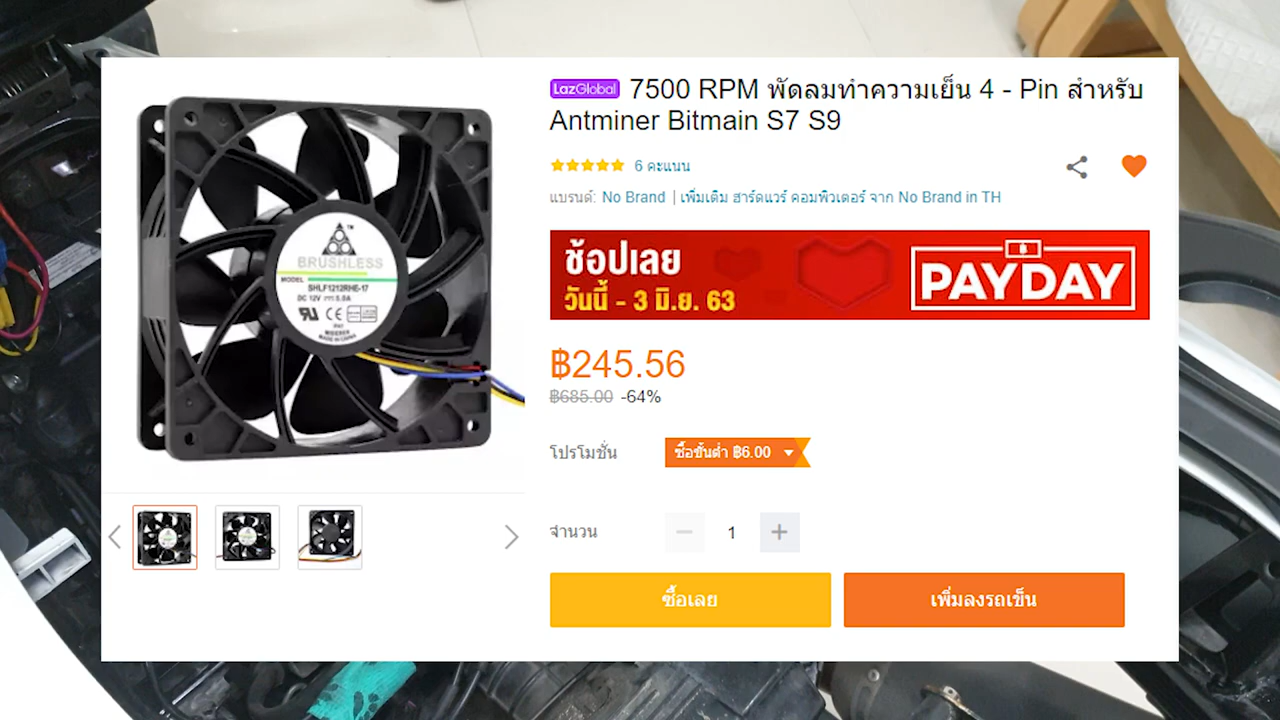 LazGlobal 7500 RPM พัดลมทำความเย็น 4 - Pin สำหรับ
Antminer Bitmain S7 S9
6 คะแนน
แบรนด์: No Brand | เพิ่มเติม ฮาร์ดแวร์ คอมพิวเตอร์ จาก No Brand in TH
ช้อปเลย
วันนี้ - 3 มิ.ย. 63
฿
PAYDAY
฿245.56
฿685.00 -64%
โปรโมชั่น
ซื้อขั้นต่ำ ฿6.00
จำนวน
1
ซื้อเลย
เพิ่มลงรถเข็น
TM
BRUSHLESS
MODEL
SHLF1212RHE-17
DC 12V 5.0A
CE